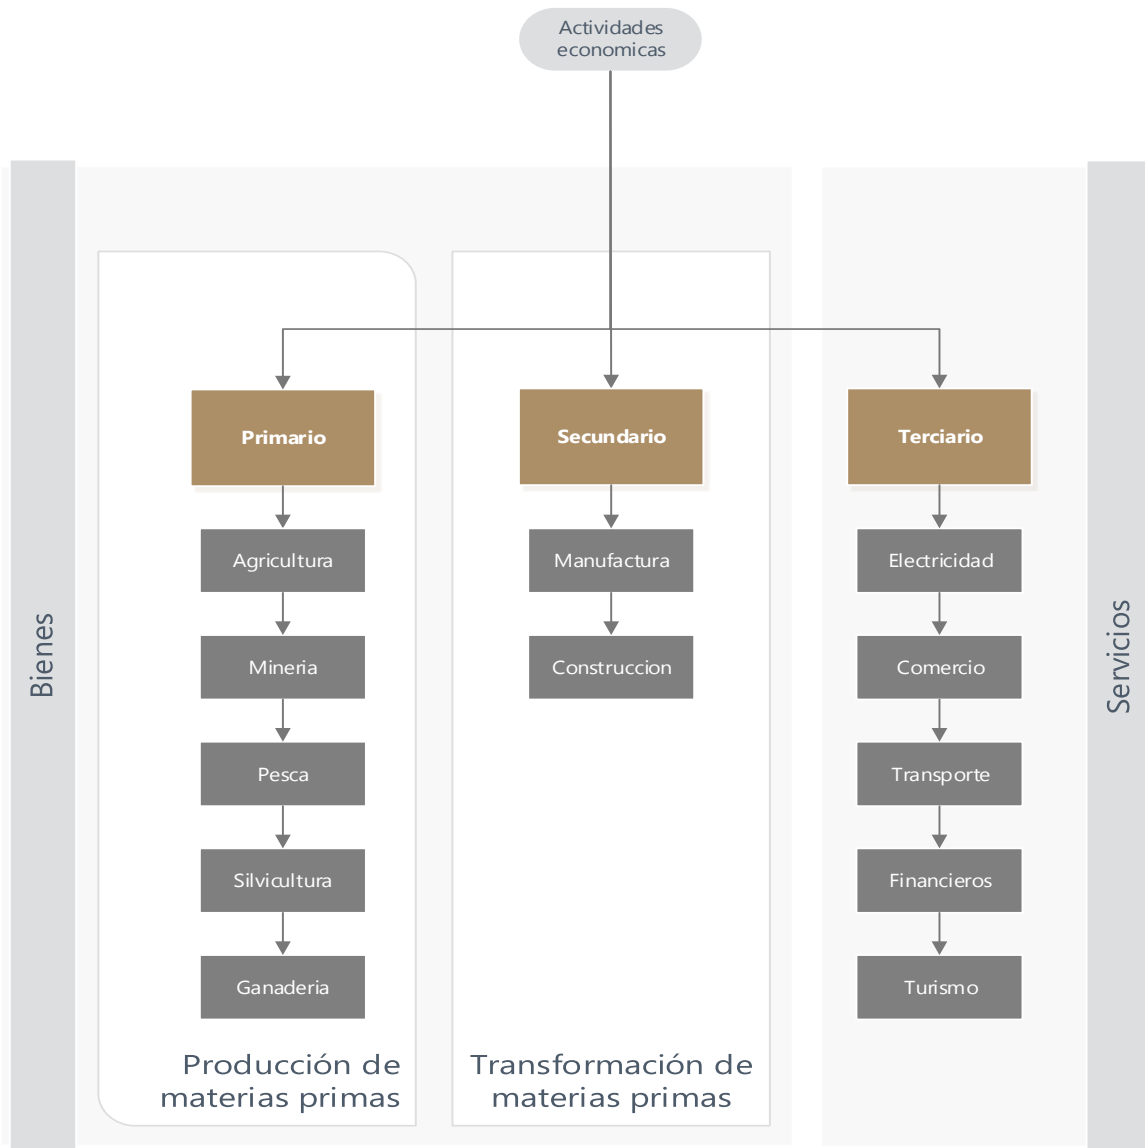 Actividades
economicas
Bienes
Primario
Agricultura
Mineria
Pesca
Silvicultura
Ganaderia
Producción de
materias primas
Secundario
Manufactura
Construccion
Transformación de
materias primas
Terciario
Electricidad
Comercio
Transporte
Financieros
Turismo
Servicios